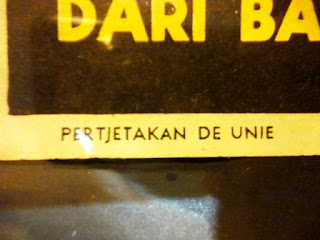 DARI BA
PERTJETAKAN DE UNIE